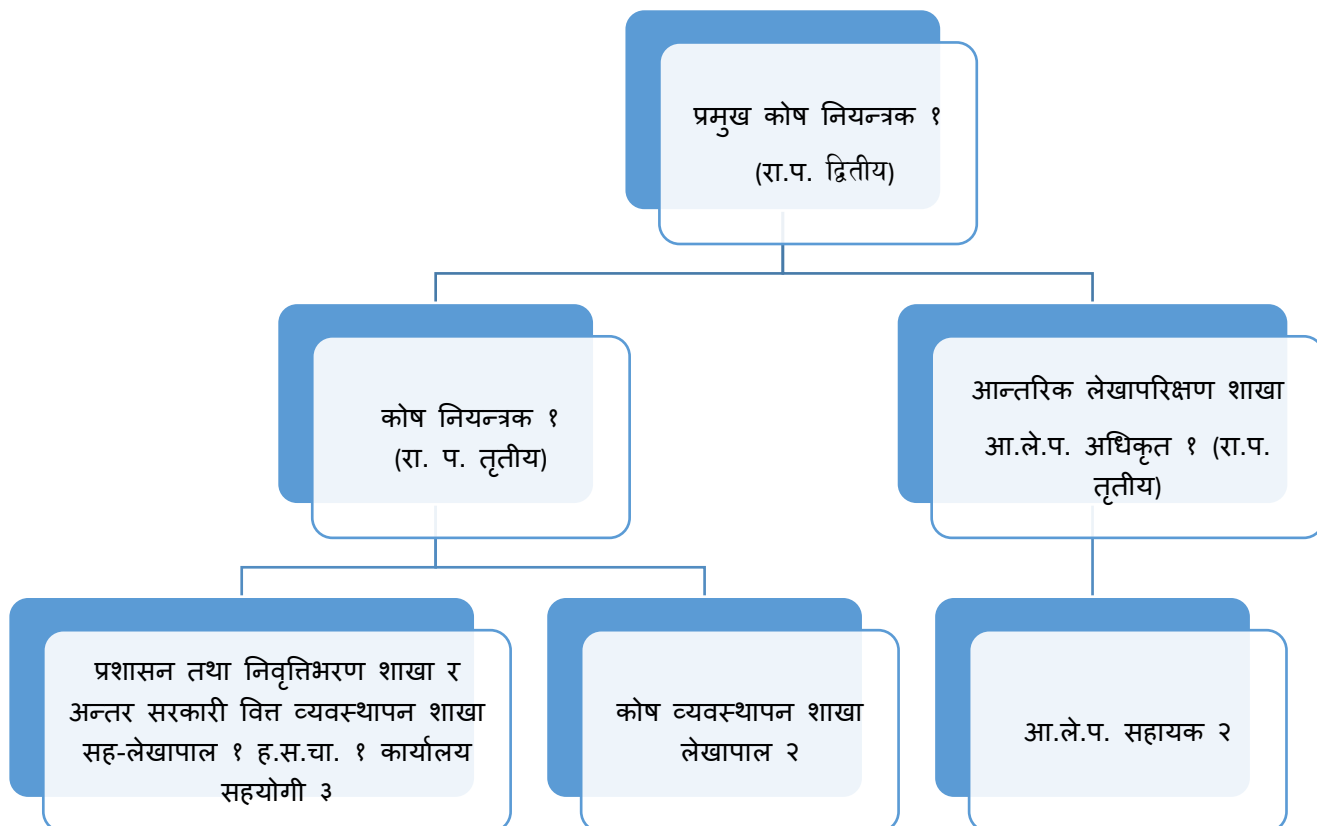 प्रमुख कोष नियन्त्रक १
(रा.प. द्वितीय)
कोष नियन्त्रक १
(रा. प. तृतीय)
आन्तरिक लेखापरिक्षण शाखा
आ.ले.प. अधिकृत १ (रा.प.
तृतीय)
प्रशासन तथा निवृत्तिभरण शाखा र
अन्तर सरकारी वित्त व्यवस्थापन शाखा
सह-लेखापाल १ ह.स.चा. १ कार्यालय
सहयोगी ३
कोष व्यवस्थापन शाखा
लेखापाल २
आ.ले.प. सहायक २